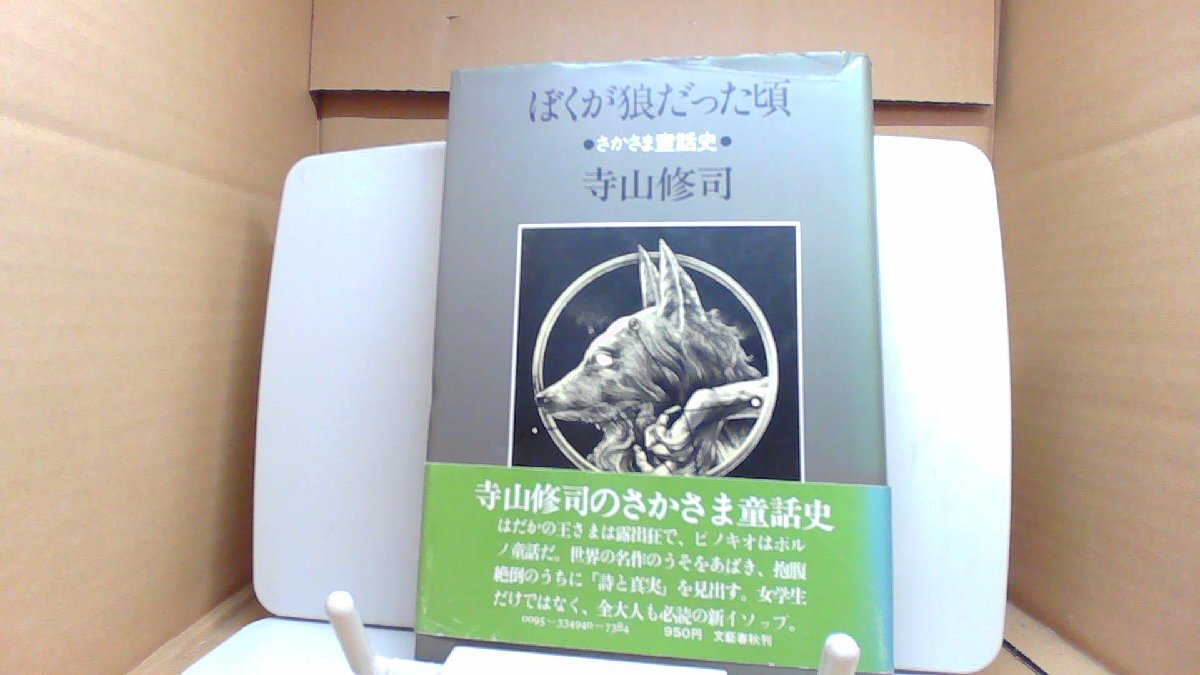 ぼくが狼だった頃
●さかさま童話史●
寺山修司
寺山修司のさかさま童話史
はだかの王さまは露出狂で、ピノキオはポル
ノ童話だ。世界の名作のうそをあばき、抱腹
絶倒のうちに『詩と真実』を見出す。女学生
だけではなく、全大人も必読の新イソップ。
0095-334940-7384 950円 文藝春秋刊